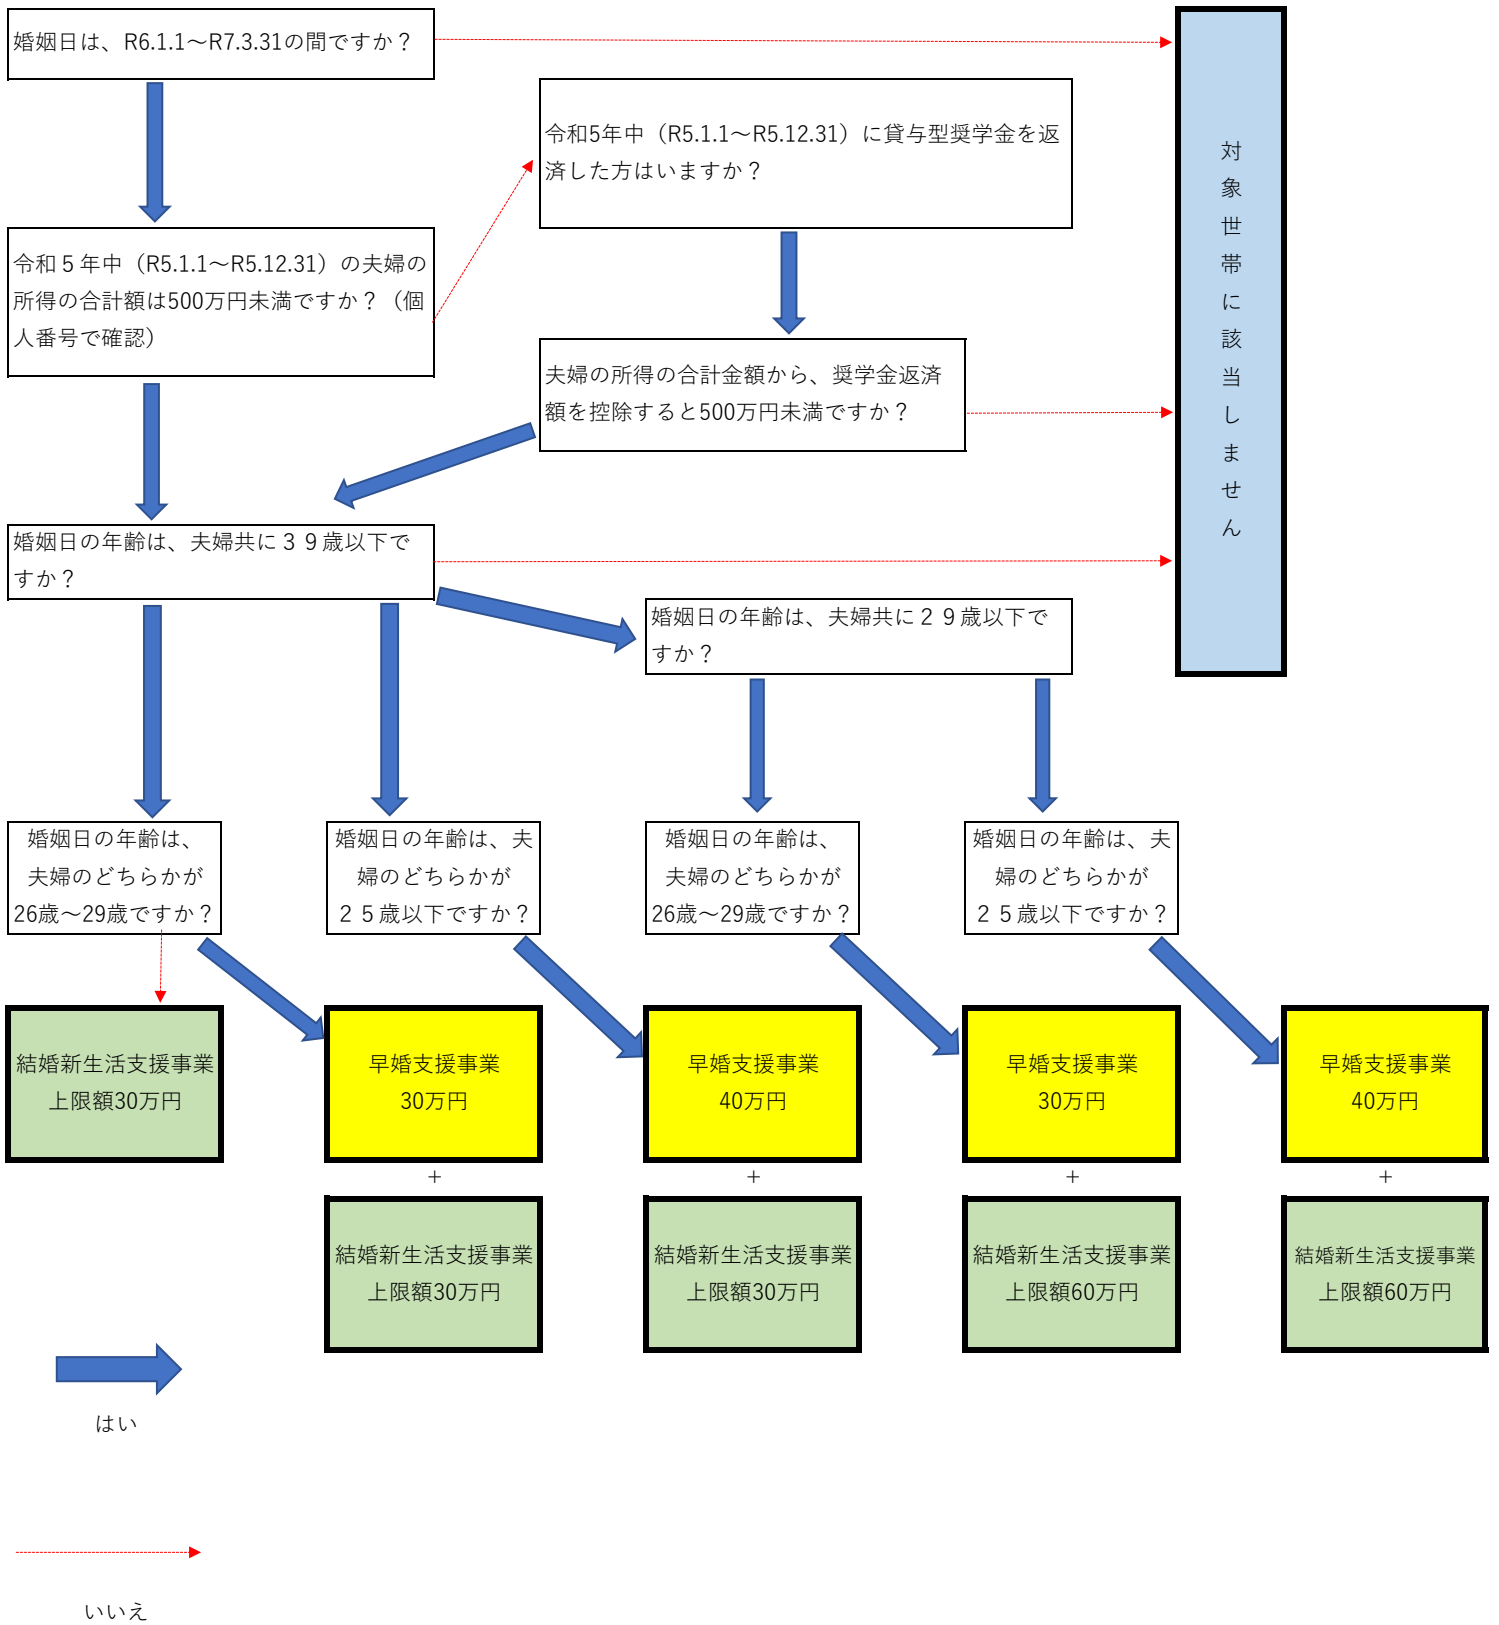 婚姻日は、R6.1.1～R7.3.31の間ですか？
令和5年中（R5.1.1～R5.12.31）に貸与型奨学金を返
済した方はいますか？
令和５年中（R5.1.1～R5.12.31）の夫婦の
所得の合計額は500万円未満ですか？（個
人番号で確認）
夫婦の所得の合計金額から、奨学金返済
額を控除すると500万円未満ですか？
対象世帯に該当しません
婚姻日の年齢は、夫婦共に３９歳以下で
すか？
婚姻日の年齢は、夫婦共に２９歳以下で
すか？
婚姻日の年齢は、
夫婦のどちらかが
26歳～29歳ですか？
婚姻日の年齢は、夫
婦のどちらかが
２５歳以下ですか？
婚姻日の年齢は、
夫婦のどちらかが
26歳～29歳ですか？
婚姻日の年齢は、夫
婦のどちらかが
２５歳以下ですか？
結婚新生活支援事業
上限額30万円
早婚支援事業
30万円
早婚支援事業
40万円
早婚支援事業
30万円
早婚支援事業
40万円
＋
＋
＋
＋
結婚新生活支援事業
上限額30万円
結婚新生活支援事業
上限額30万円
結婚新生活支援事業
上限額60万円
結婚新生活支援事業
上限額60万円
はい
いいえ